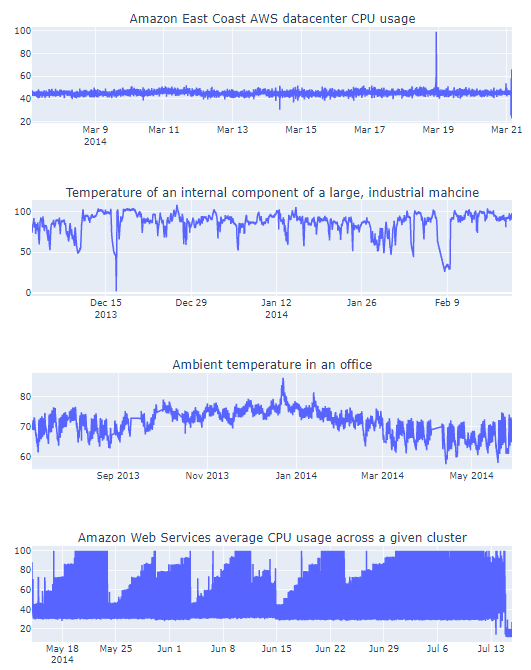 Amazon East Coast AWS datacenter CPU usage
100
80
60
40
20
Mar 9 Mar 11 Mar 13 Mar 15 Mar 17 Mar 19 Mar 21
2014
Temperature of an internal component of a large, industrial mahcine
100
50
0
Dec 15 Dec 29 Jan 12 Jan 26 Feb 9
2013 2014
Ambient temperature in an office
80
70
60
Sep 2013 Nov 2013 Jan 2014 Mar 2014 May 2014
Amazon Web Services average CPU usage across a given cluster
100
80
60
40
20
May 18 May 25 Jun 1 Jun 8 Jun 15 Jun 22 Jun 29 Jul 6 Jul 13
2014